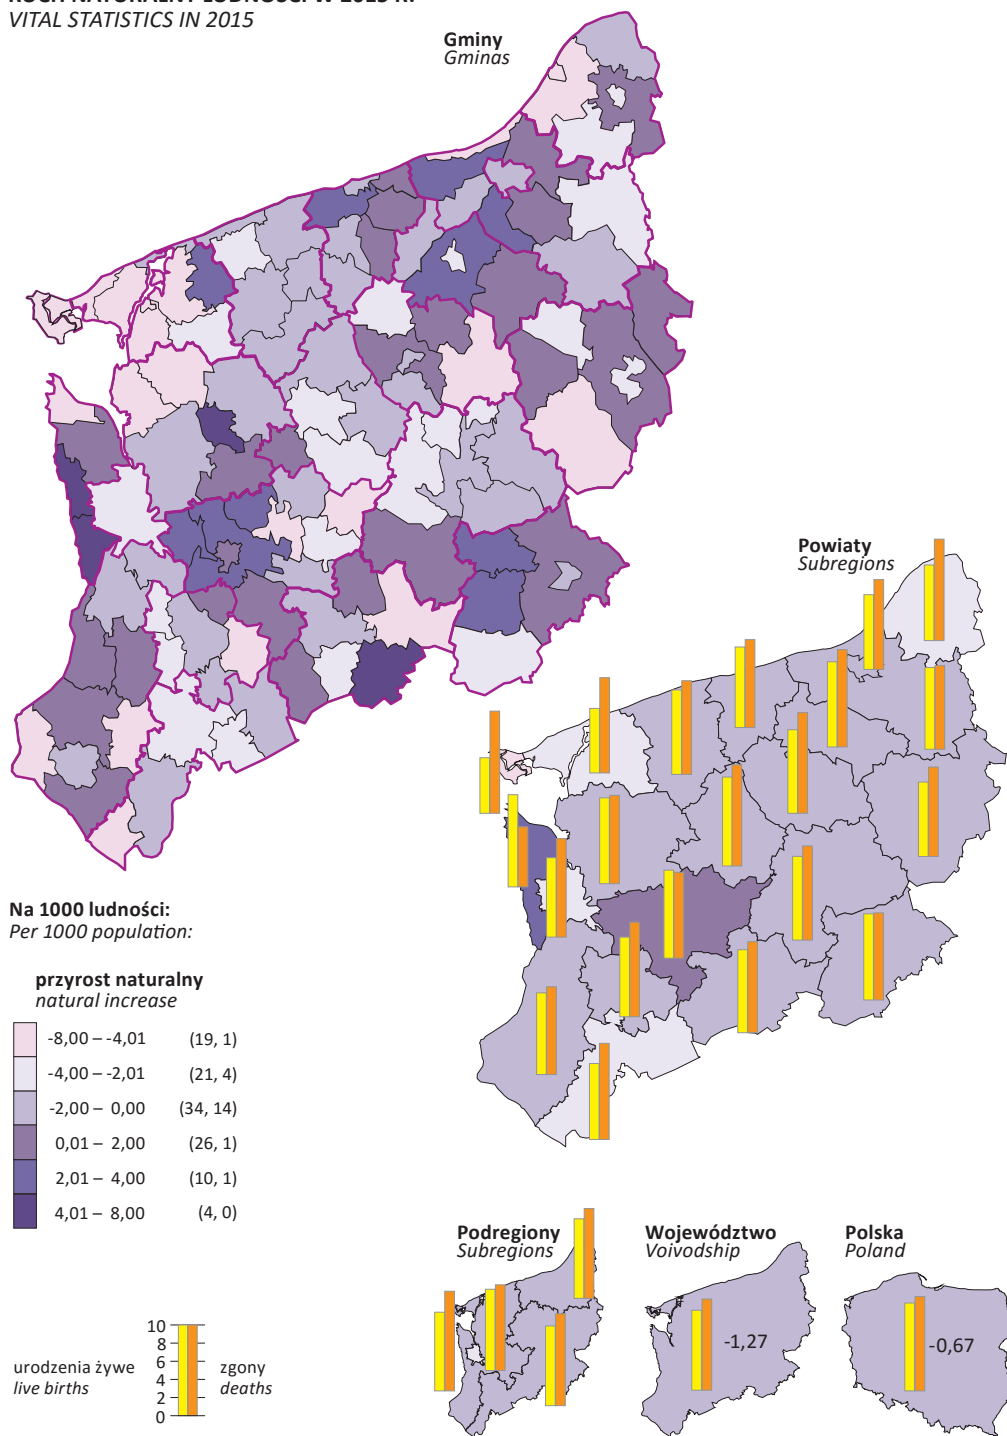 RUCH NATURALNY LUDNOŚCI W 2015 R.
VITAL STATISTICS IN 2015
Gminy
Gminas
Powiaty
Subregions
Na 1000 ludności:
Per 1000 population:
przyrost naturalny
natural increase
-8,00 – -4,01 (19, 1)
-4,00 – -2,01 (21, 4)
-2,00 – 0,00 (34, 14)
0,01 – 2,00 (26, 1)
2,01 – 4,00 (10, 1)
4,01 – 8,00 (4, 0)
Podregiony
Subregions
Województwo
Voivodship
Polska
Poland
-1,27
-0,67
10
8
6
4
2
0
urodzenia żywe
live births
zgony
deaths